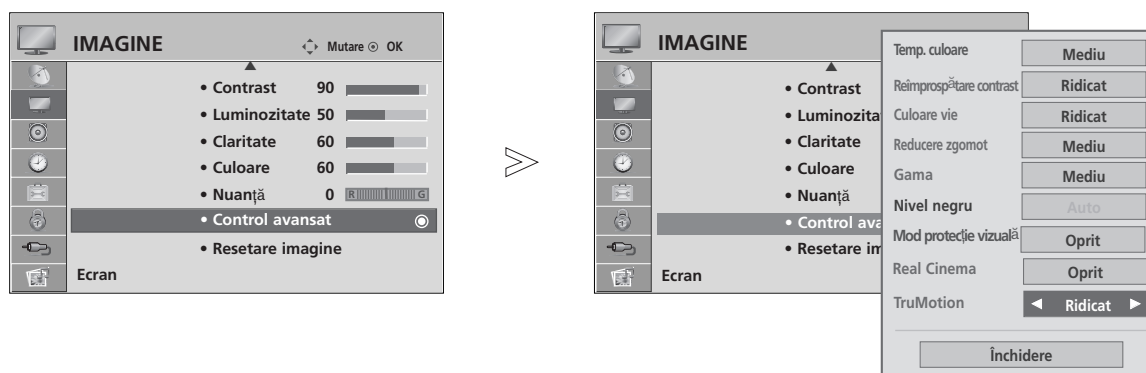 IMAGINE
Mutare OK
• Contrast 90
• Luminozitate 50
• Claritate 60
• Culoare 60
• Nuanță 0 R G
• Control avansat
• Resetare imagine
Ecran
IMAGINE
• Contrast
• Luminozita
• Claritate
• Culoare
• Nuanță
• Control ava
• Resetare im
Ecran
Temp. culoare Mediu
Reîmprospătare contrast Ridicat
Culoare vie Ridicat
Reducere zgomot Mediu
Gama Mediu
Nivel negru Auto
Mod protecţie vizuală Oprit
Real Cinema Oprit
TruMotion ◀ Ridicat ▶
Închidere